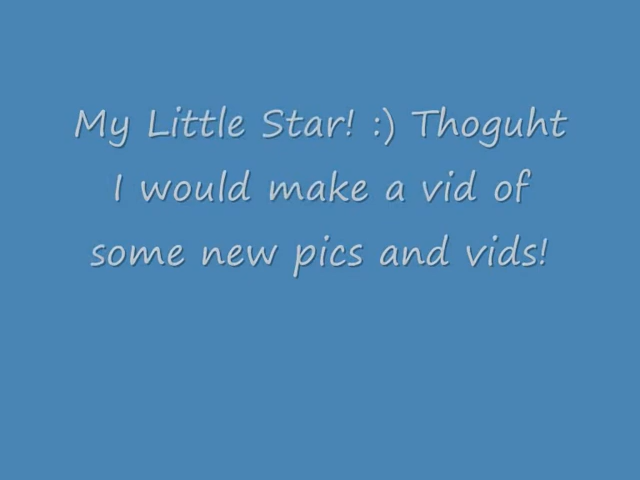 My Little Star! :) Thoguht
I would make a vid of
some new pics and vids!